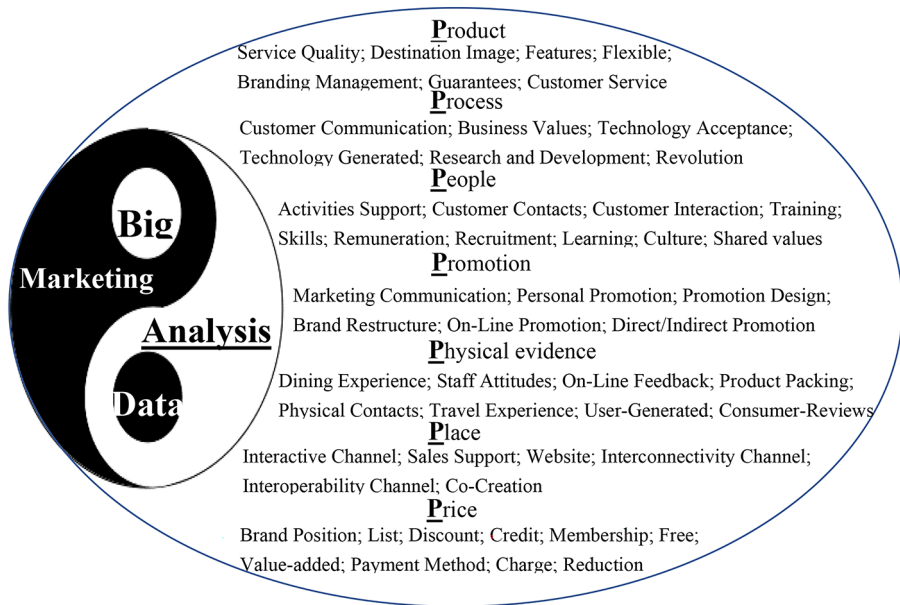 Product
Service Quality; Destination Image; Features; Flexible;
Branding Management; Guarantees; Customer Service
Process
Customer Communication; Business Values; Technology Acceptance;
Technology Generated; Research and Development; Revolution
People
Activities Support; Customer Contacts; Customer Interaction; Training;
Skills; Remuneration; Recruitment; Learning; Culture; Shared values
Promotion
Marketing Communication; Personal Promotion; Promotion Design;
Brand Restructure; On-Line Promotion; Direct/Indirect Promotion
Physical evidence
Dining Experience; Staff Attitudes; On-Line Feedback; Product Packing;
Physical Contacts; Travel Experience; User-Generated; Consumer-Reviews
Place
Interactive Channel; Sales Support; Website; Interconnectivity Channel;
Interoperability Channel; Co-Creation
Price
Brand Position; List; Discount; Credit; Membership; Free;
Value-added; Payment Method; Charge; Reduction
Big
Marketing
Analysis
Data